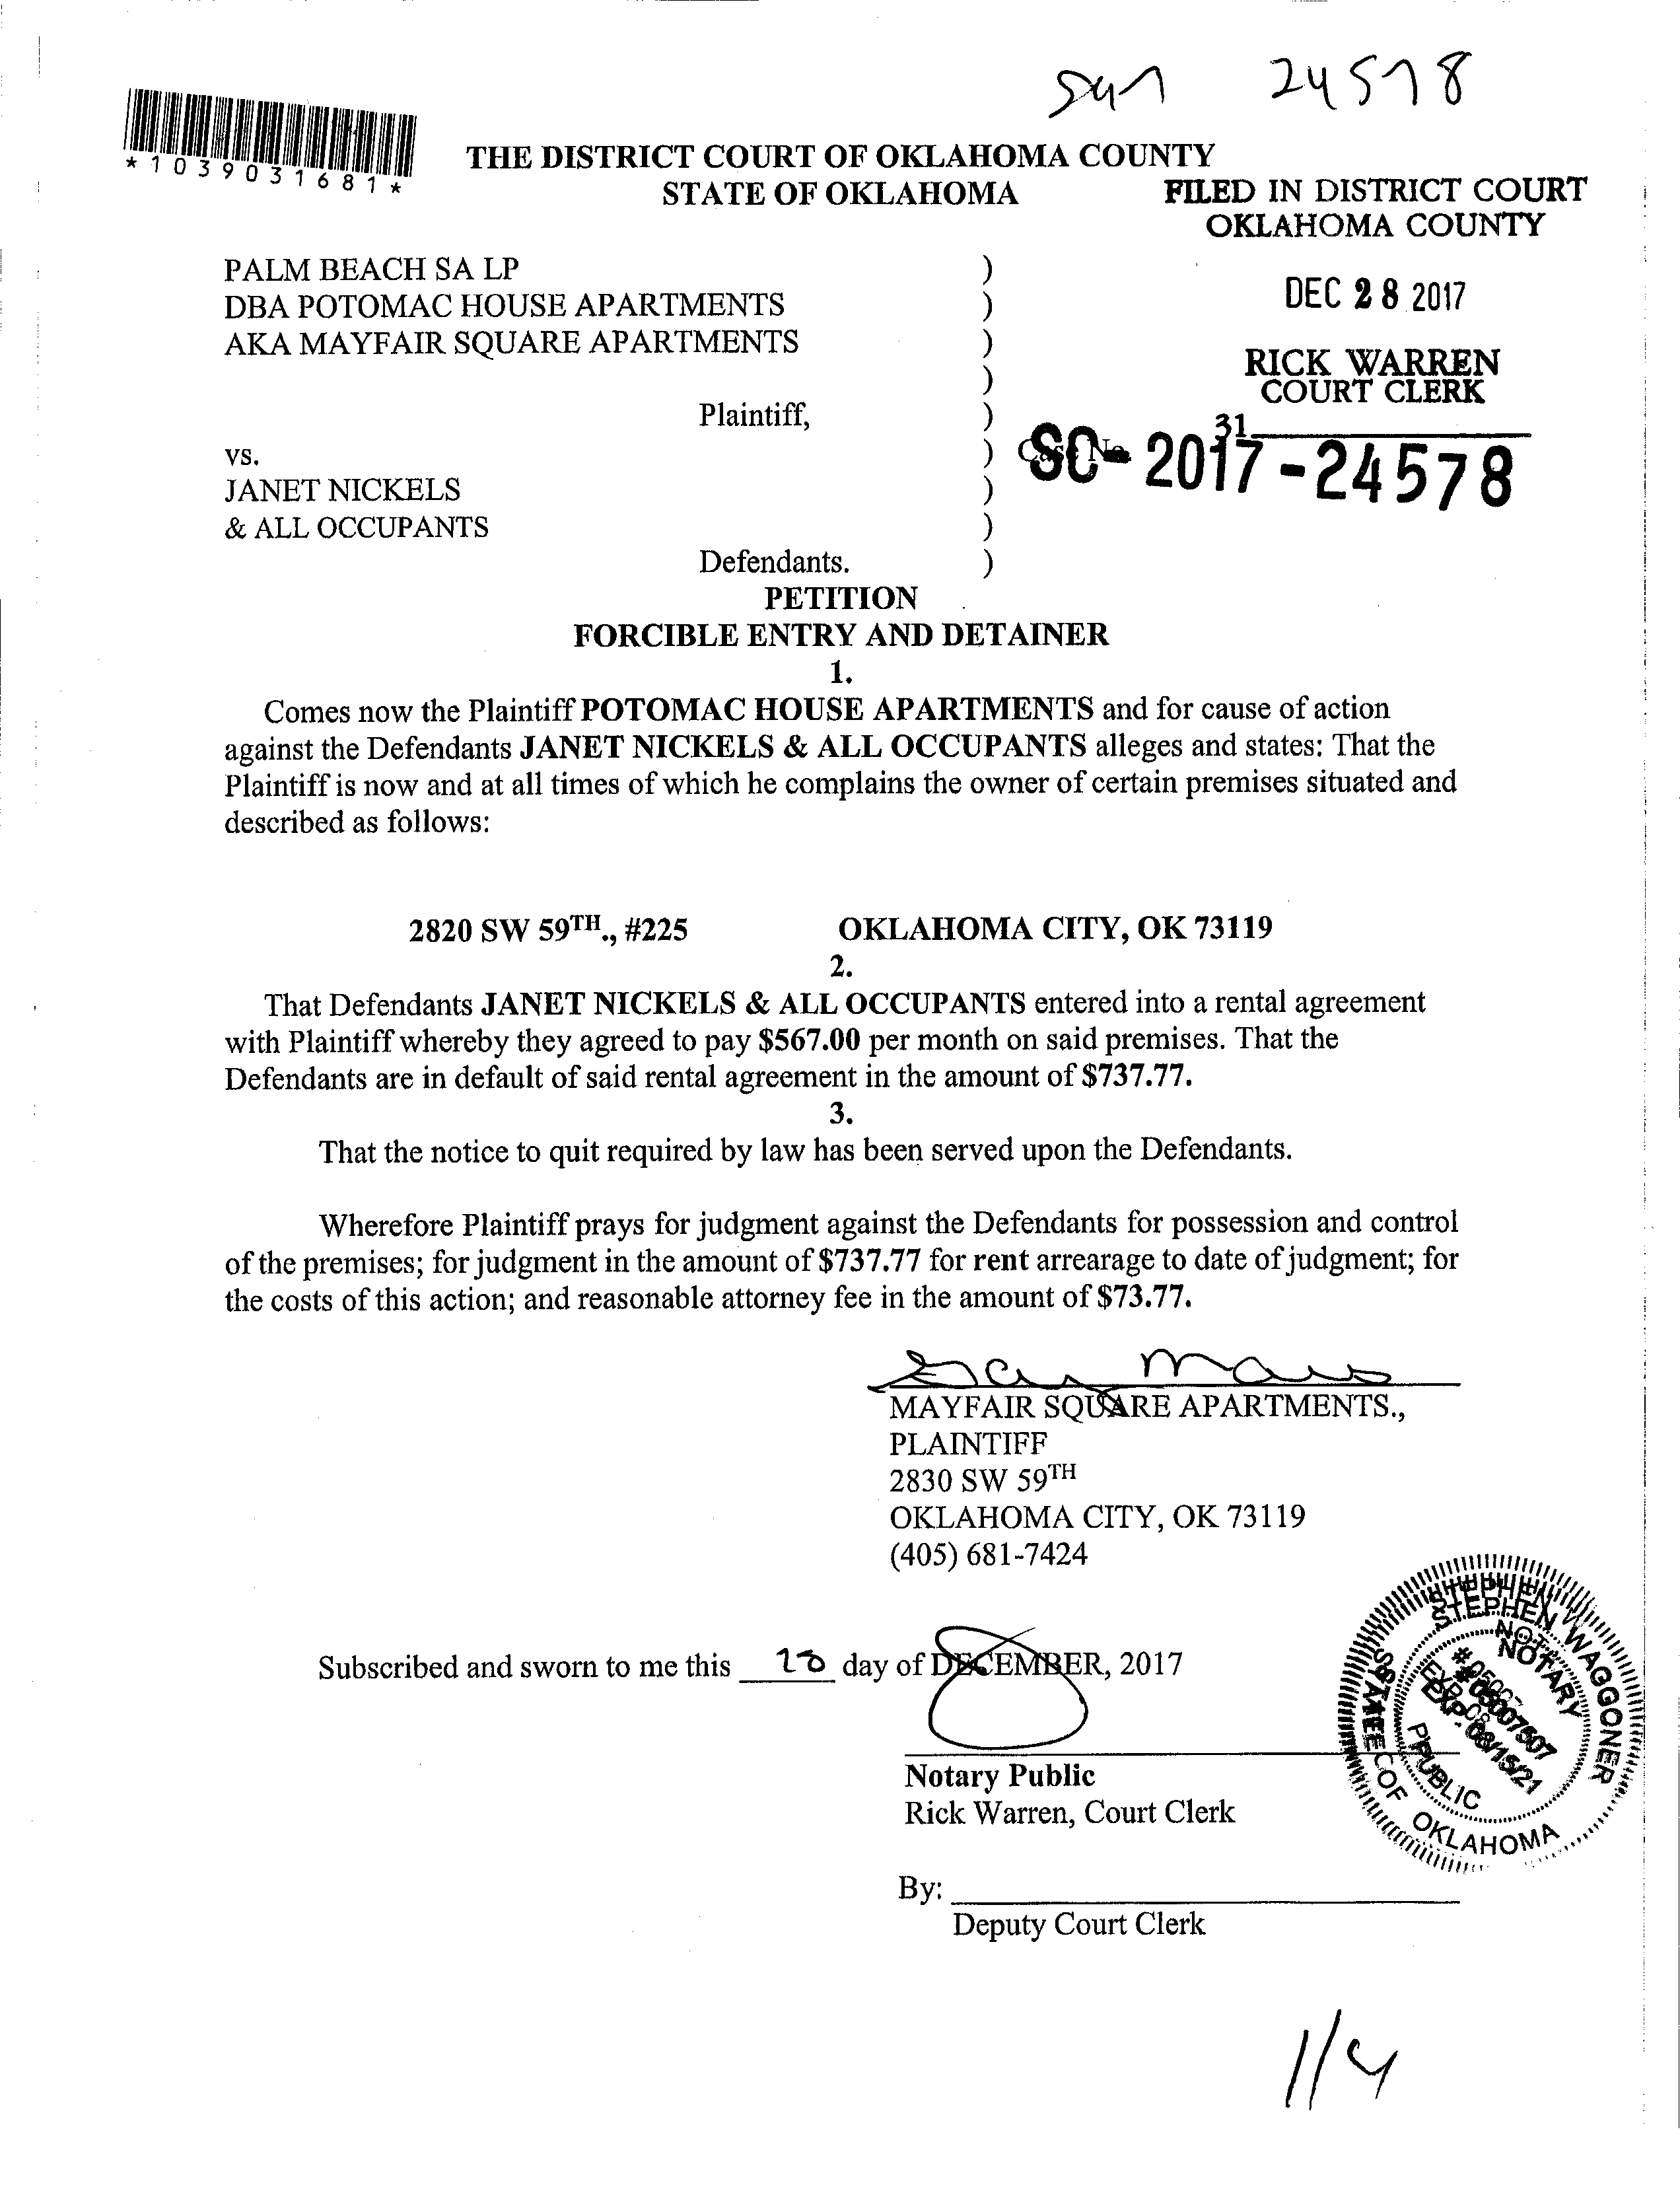 24578
*1039031681*
THE DISTRICT COURT OF OKLAHOMA COUNTY
STATE OF OKLAHOMA
FILED IN DISTRICT COURT
OKLAHOMA COUNTY
PALM BEACH SA LP )
DBA POTOMAC HOUSE APARTMENTS )
AKA MAYFAIR SQUARE APARTMENTS )
)
DEC 28 2017
RICK WARREN
COURT CLERK
31
Plaintiff, )
vs. ) Case No.
SC-2017-24578
JANET NICKELS )
& ALL OCCUPANTS )
Defendants. )
PETITION
FORCIBLE ENTRY AND DETAINER
1.
Comes now the Plaintiff POTOMAC HOUSE APARTMENTS and for cause of action
against the Defendants JANET NICKELS & ALL OCCUPANTS alleges and states: That the
Plaintiff is now and at all times of which he complains the owner of certain premises situated and
described as follows:
2820 SW 59TH., #225 OKLAHOMA CITY, OK 73119
2.
That Defendants JANET NICKELS & ALL OCCUPANTS entered into a rental agreement
with Plaintiff whereby they agreed to pay $567.00 per month on said premises. That the
Defendants are in default of said rental agreement in the amount of $737.77.
3.
That the notice to quit required by law has been served upon the Defendants.
Wherefore Plaintiff prays for judgment against the Defendants for possession and control
of the premises; for judgment in the amount of $737.77 for rent arrearage to date of judgment; for
the costs of this action; and reasonable attorney fee in the amount of $73.77.
MAYFAIR SQUARE APARTMENTS.,
PLAINTIFF
2830 SW 59TH
OKLAHOMA CITY, OK 73119
(405) 681-7424
Subscribed and sworn to me this day of DECEMBER, 2017
Notary Public
Rick Warren, Court Clerk
By:
Deputy Court Clerk
STEPHEN WAGGONER
NOTARY
#05007507
EXP. 08/15/21
PUBLIC
STATE OF OKLAHOMA
1/4